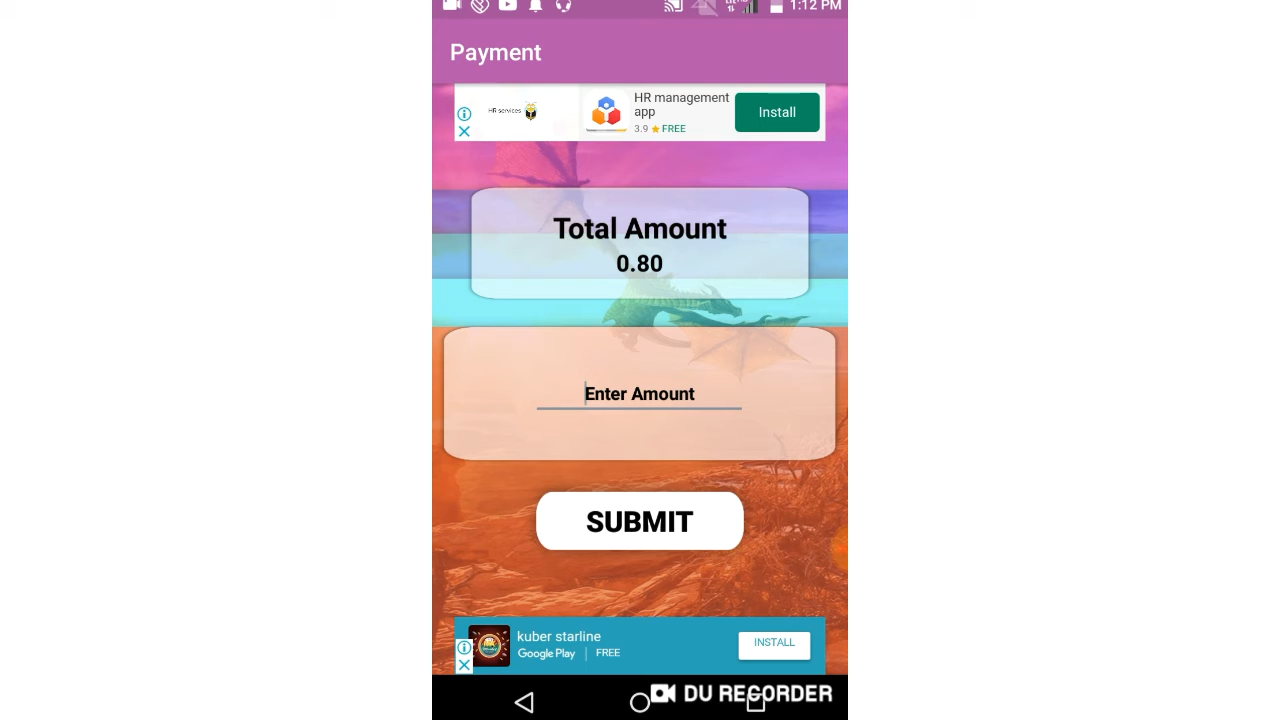 1:12 PM
Payment
HR services
HR management
app
3.9 ★ FREE
Install
Total Amount
0.80
Enter Amount
SUBMIT
kuber starline
Google Play | FREE
INSTALL
DU RECORDER